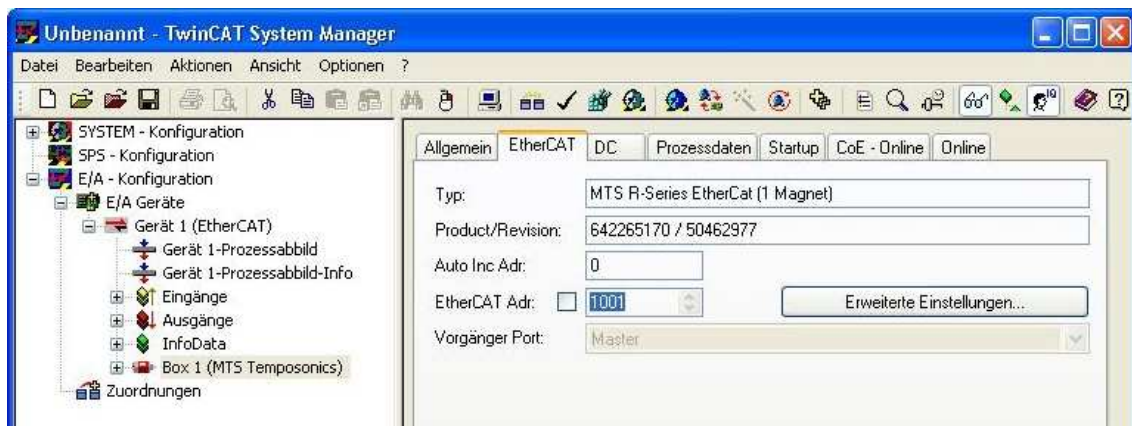 Unbenannt - TwinCAT System Manager
Datei Bearbeiten Aktionen Ansicht Optionen ?
SYSTEM - Konfiguration
SPS - Konfiguration
E/A - Konfiguration
E/A Geräte
Gerät 1 (EtherCAT)
Gerät 1-Prozessabbild
Gerät 1-Prozessabbild-Info
Eingänge
Ausgänge
InfoData
Box 1 (MTS Temposonics)
Zuordnungen
Allgemein EtherCAT DC Prozessdaten Startup CoE - Online Online
Typ: MTS R-Series EtherCat (1 Magnet)
Product/Revision: 642265170 / 50462977
Auto Inc Adr: 0
EtherCAT Adr: 1001 Erweiterte Einstellungen...
Vorgänger Port: Master